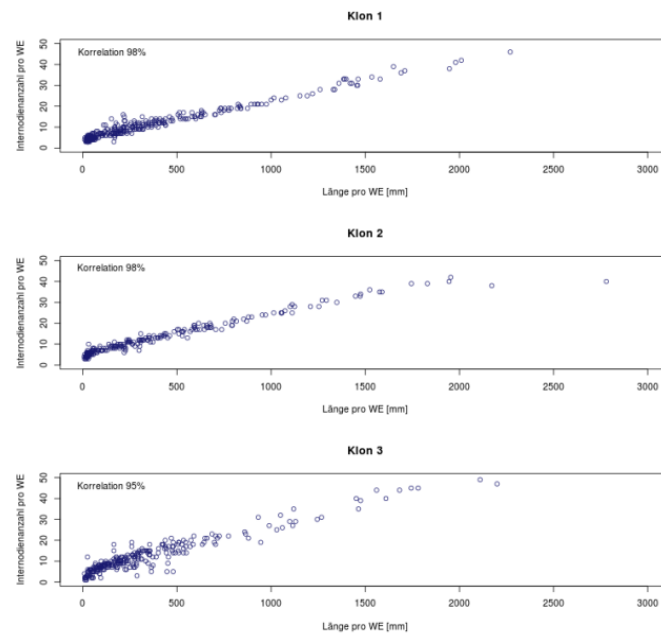 Klon 1
Korrelation 98%
Internodienanzahl pro WE
50
40
30
20
10
0
0 500 1000 1500 2000 2500 3000
Länge pro WE [mm]
Klon 2
Korrelation 98%
Internodienanzahl pro WE
50
40
30
20
10
0
0 500 1000 1500 2000 2500 3000
Länge pro WE [mm]
Klon 3
Korrelation 95%
Internodienanzahl pro WE
50
40
30
20
10
0
0 500 1000 1500 2000 2500 3000
Länge pro WE [mm]